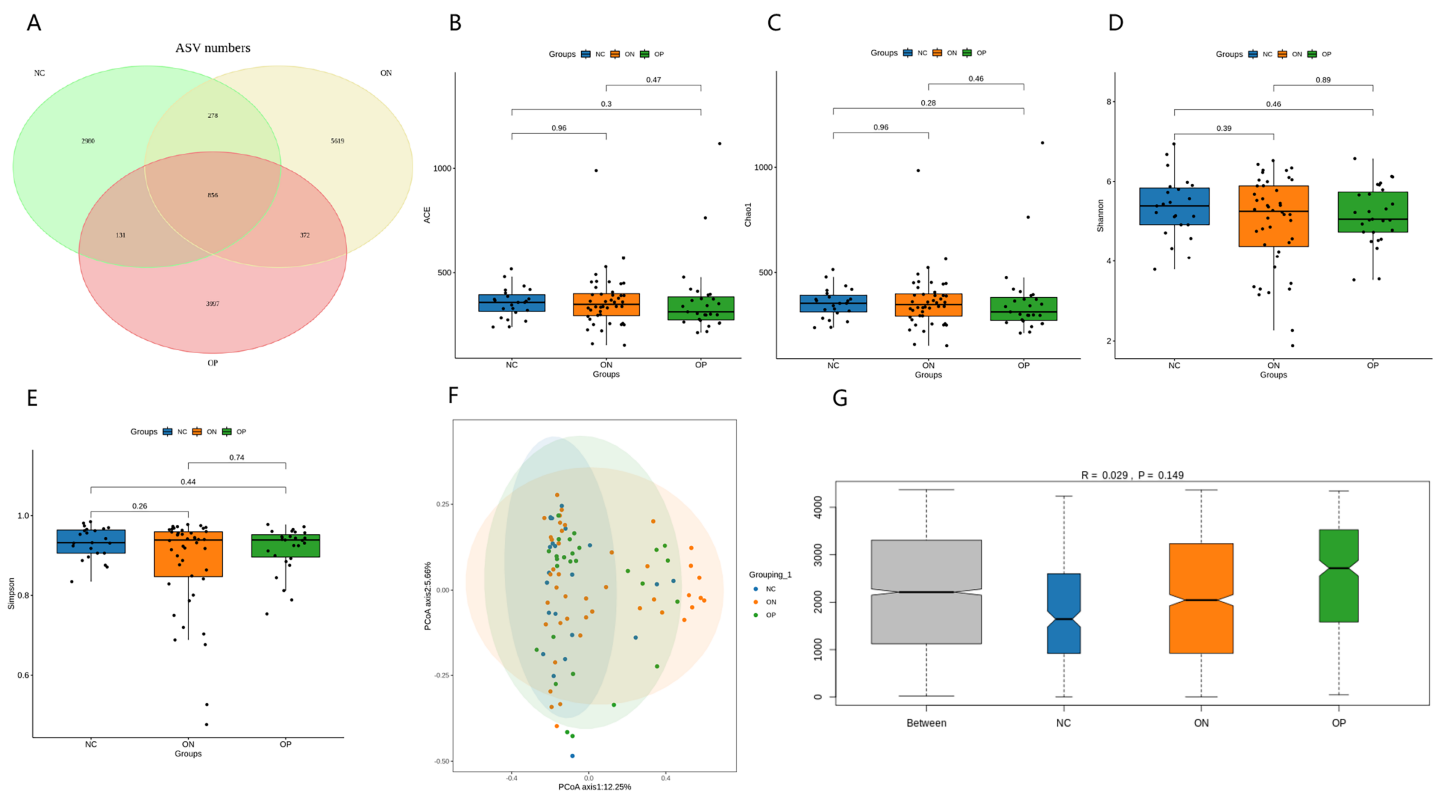 A
ASV numbers
NC
ON
278
2980
5619
856
131
372
3997
OP
B
Groups NC ON OP
0.47
0.3
0.96
1000
500
ACE
NC ON OP
Groups
C
Groups NC ON OP
0.46
0.28
0.96
1000
500
Chao1
NC ON OP
Groups
D
Groups NC ON OP
0.89
0.46
0.39
8
6
4
2
Shannon
NC ON OP
Groups
E
Groups NC ON OP
0.74
0.44
0.26
1.0
0.8
0.6
Simpson
NC ON OP
Groups
F
0.25
0.00
-0.25
-0.50
PCoA axis2:5.66%
-0.4 0.0 0.4
PCoA axis1:12.25%
Grouping_1
NC
ON
OP
G
R = 0.029 , P = 0.149
4000
3000
2000
1000
0
Between NC ON OP